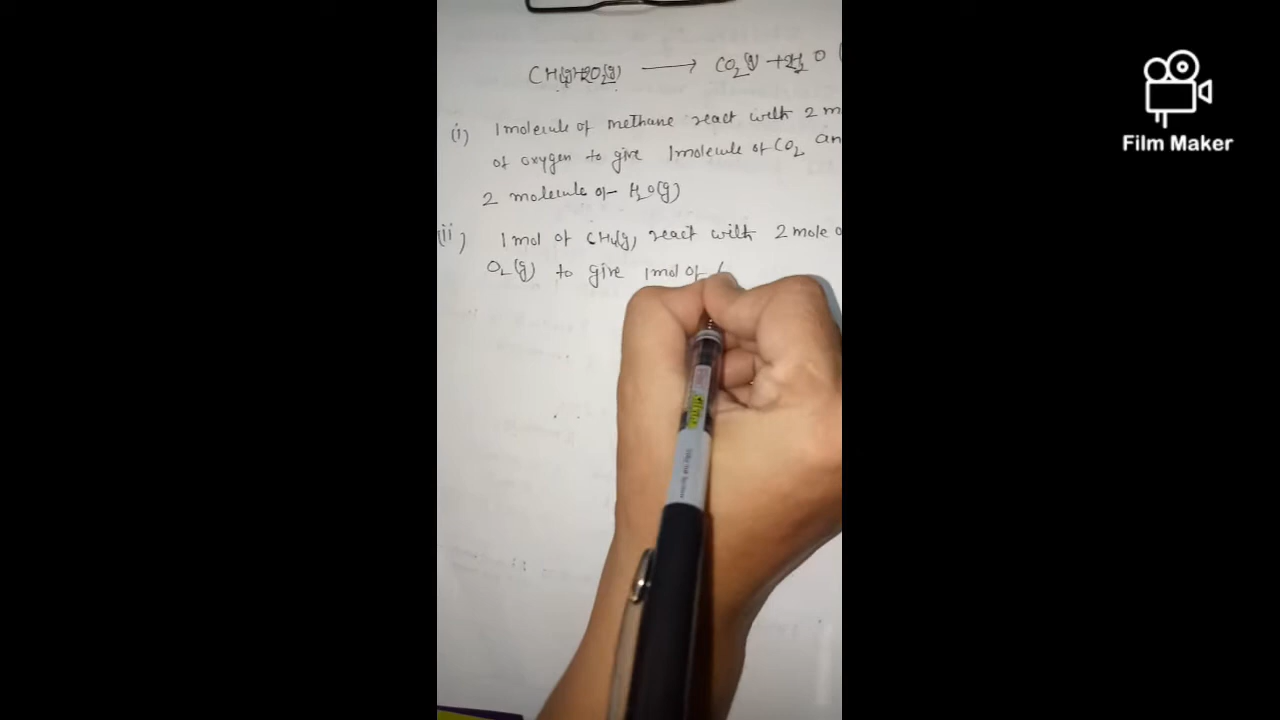 CH4(g)+2O2(g) ⟶ CO2(g) + 2H2O
(i) 1 molecule of methane react with 2 m
of oxygen to give 1 molecule of CO2 an
2 molecule of H2O(g)
(ii) 1 mol of CH4(g) react with 2 mole o
O2(g) to give 1 mol of
Film Maker